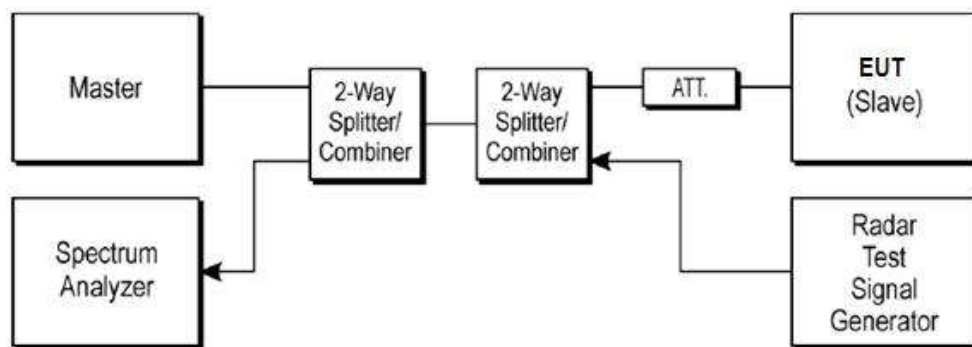 Master
2-Way
Splitter/
Combiner
2-Way
Splitter/
Combiner
ATT.
EUT
(Slave)
Spectrum
Analyzer
Radar
Test
Signal
Generator